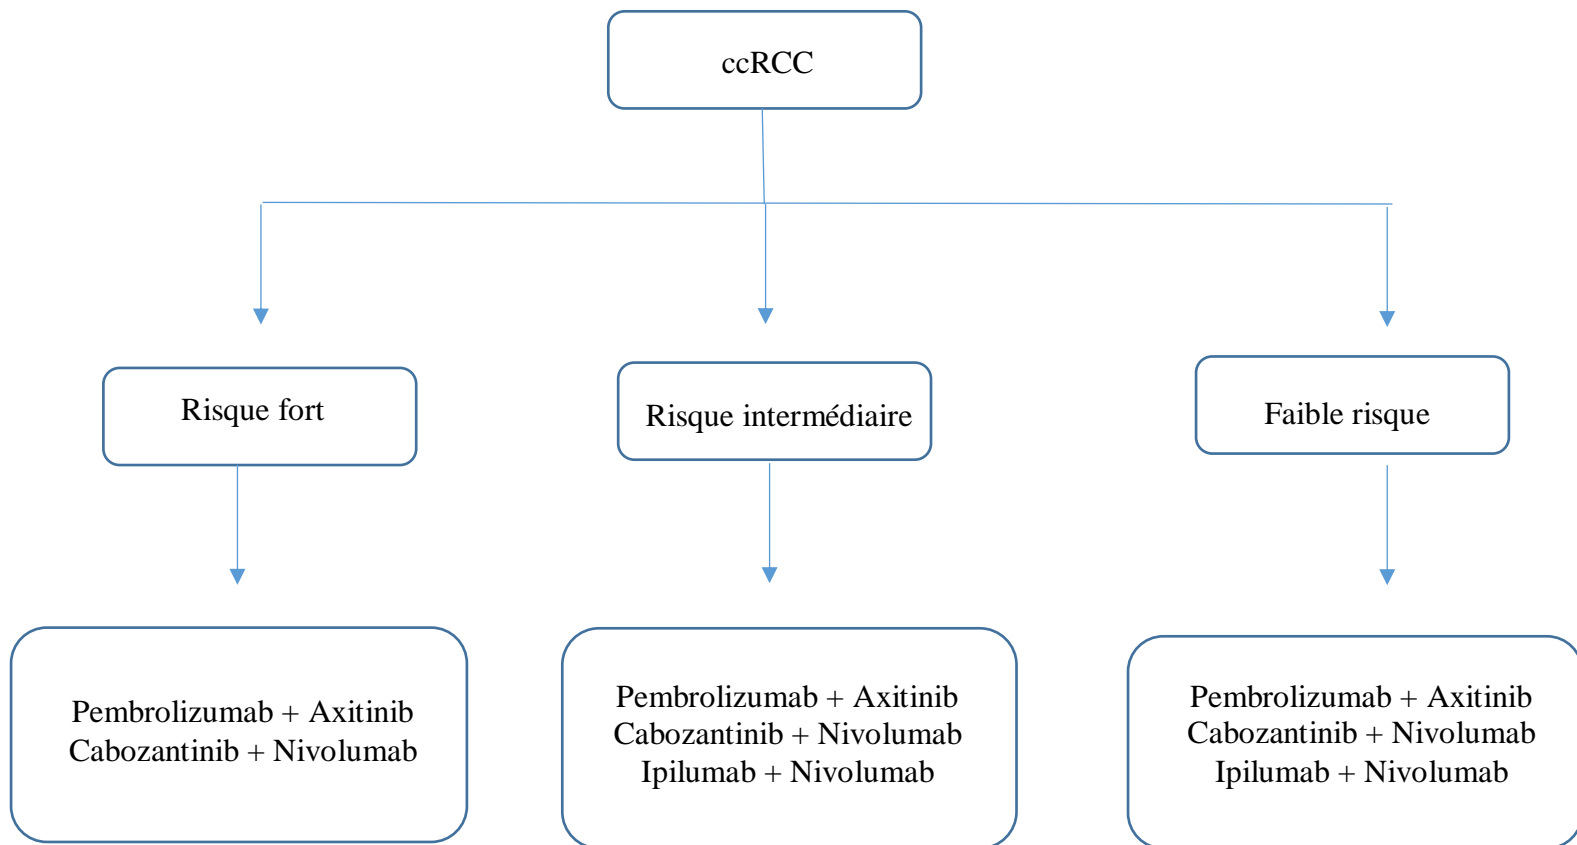 ccRCC
Risque fort
Risque intermédiaire
Faible risque
Pembrolizumab + Axitinib
Cabozantinib + Nivolumab
Pembrolizumab + Axitinib
Cabozantinib + Nivolumab
Ipilumab + Nivolumab
Pembrolizumab + Axitinib
Cabozantinib + Nivolumab
Ipilumab + Nivolumab